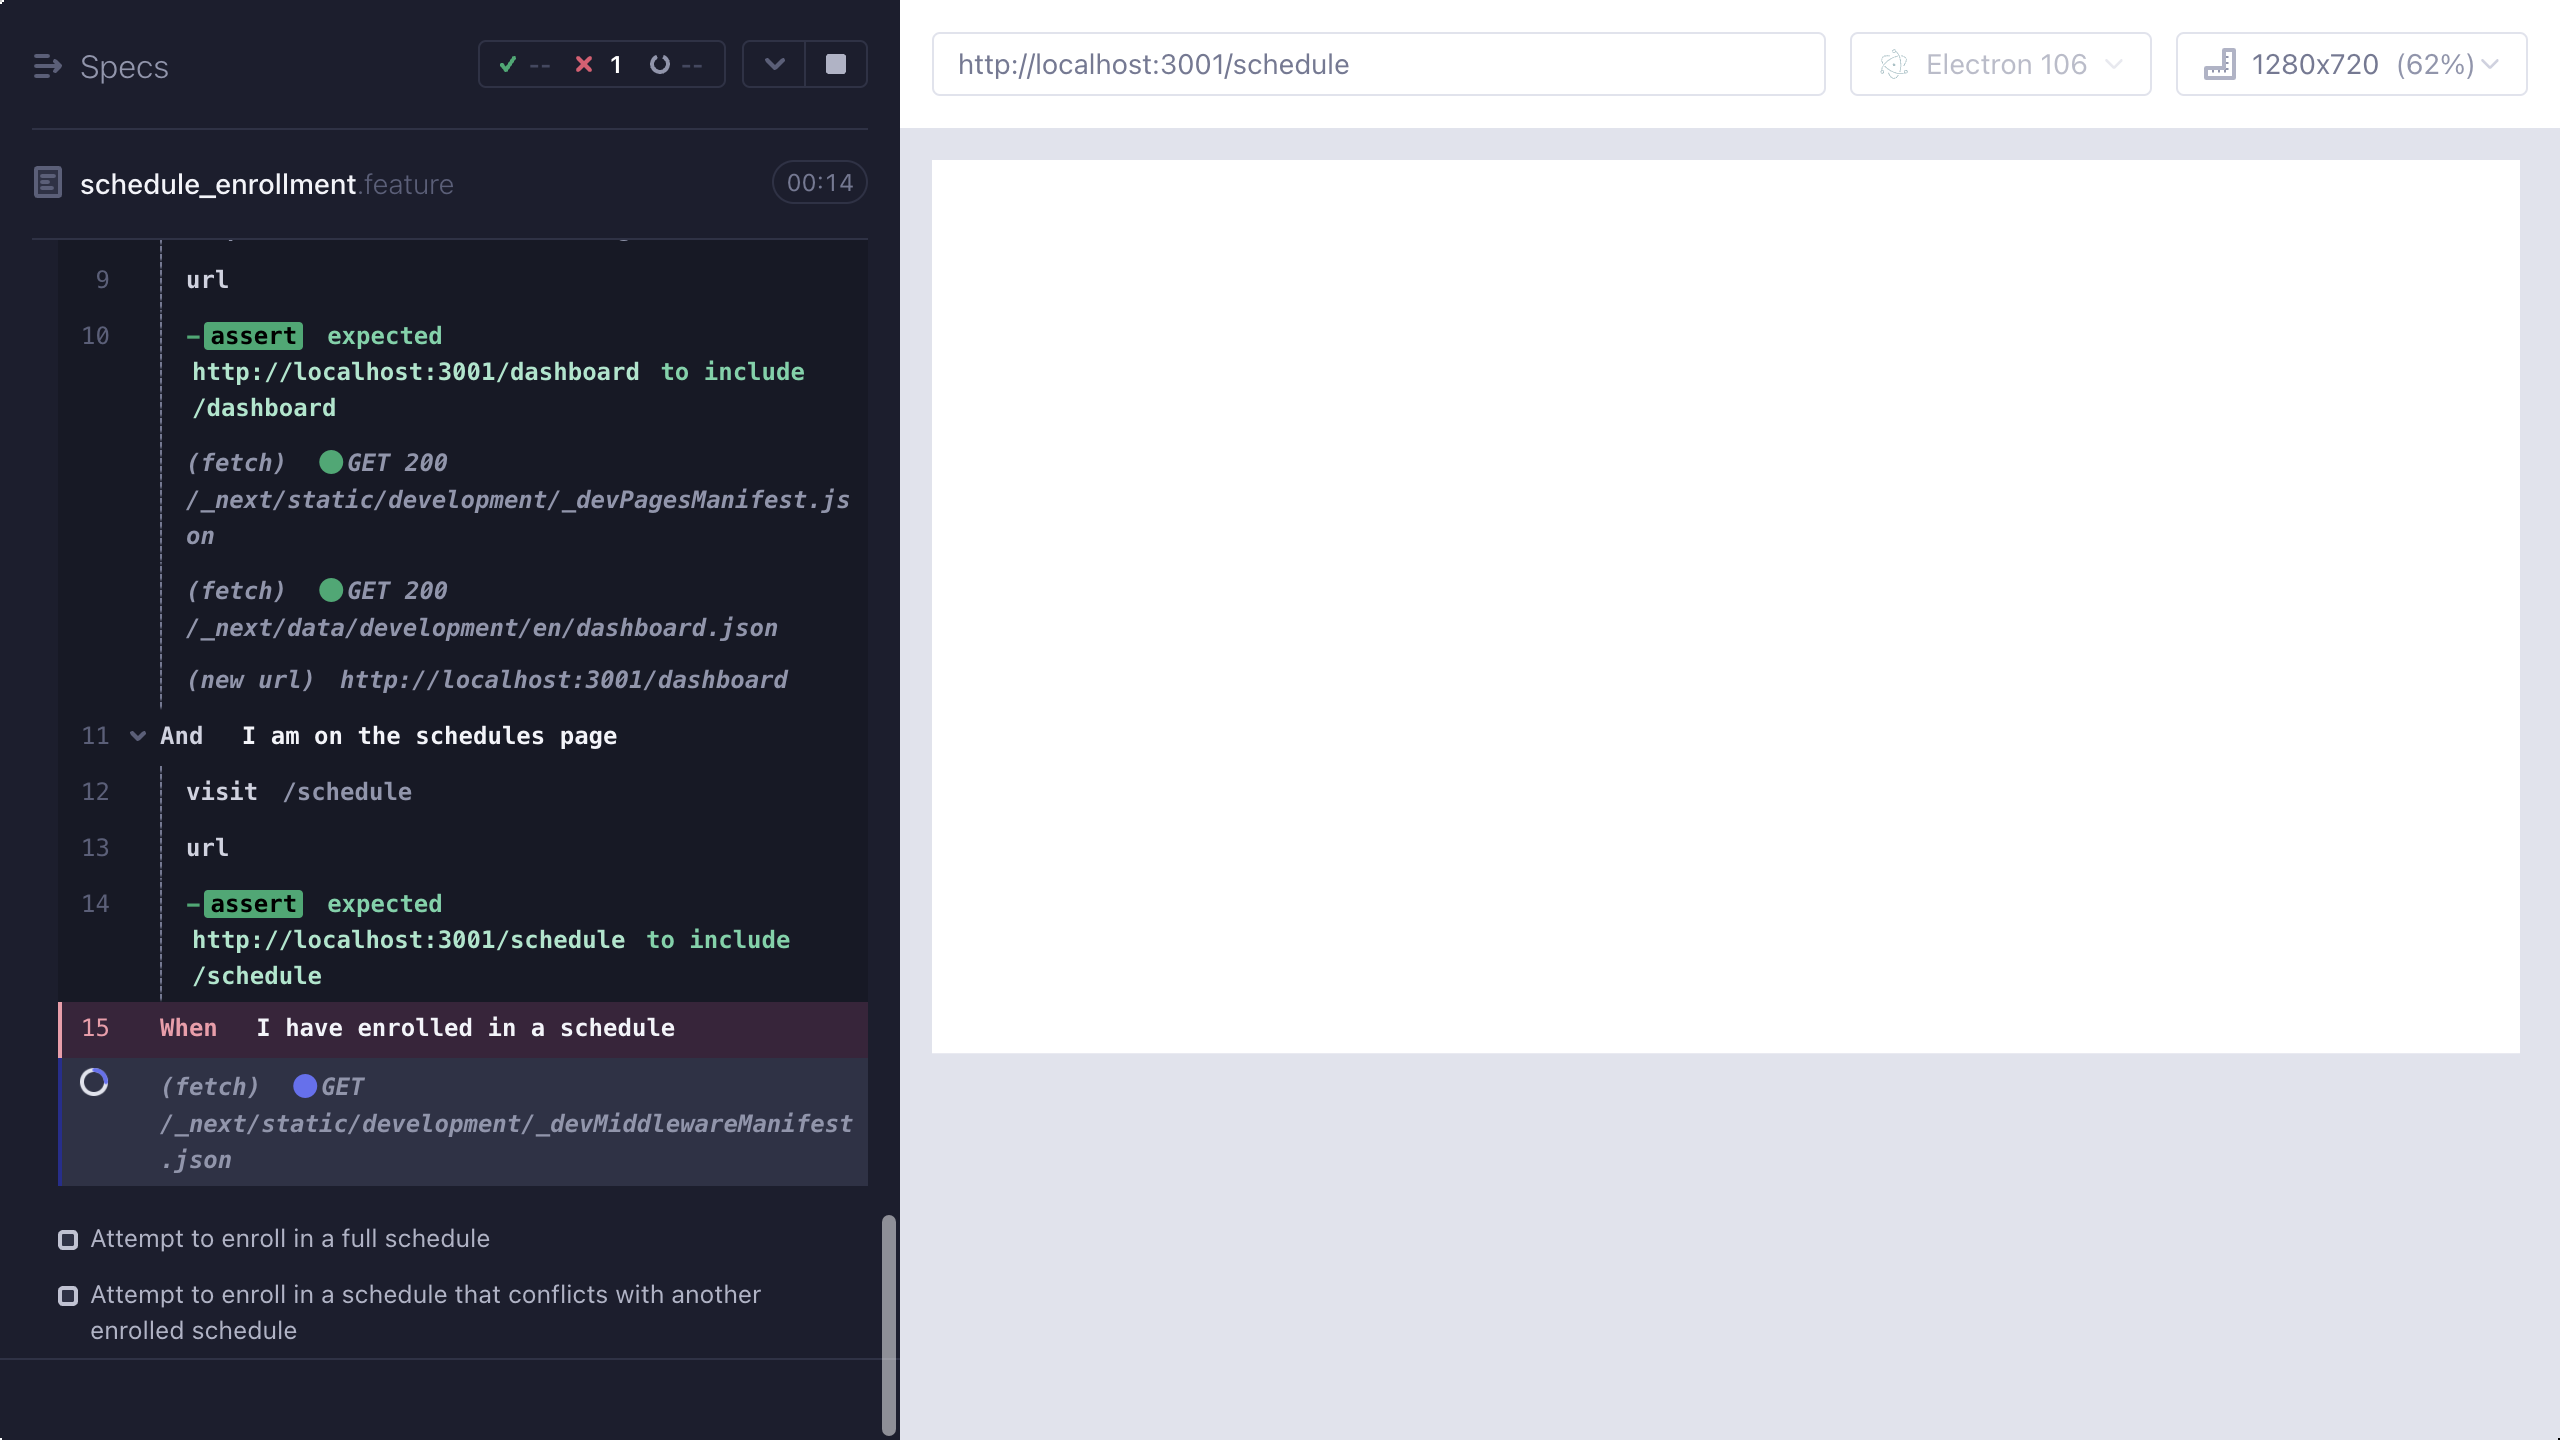 Specs
-- 1 --
schedule_enrollment.feature 00:14
9 url
10 -assert expected
http://localhost:3001/dashboard to include
/dashboard
(fetch) GET 200
/_next/static/development/_devPagesManifest.js
on
(fetch) GET 200
/_next/data/development/en/dashboard.json
(new url) http://localhost:3001/dashboard
11 And I am on the schedules page
12 visit /schedule
13 url
14 -assert expected
http://localhost:3001/schedule to include
/schedule
15 When I have enrolled in a schedule
(fetch) GET
/_next/static/development/_devMiddlewareManifest
.json
Attempt to enroll in a full schedule
Attempt to enroll in a schedule that conflicts with another
enrolled schedule
http://localhost:3001/schedule
Electron 106
1280x720 (62%)